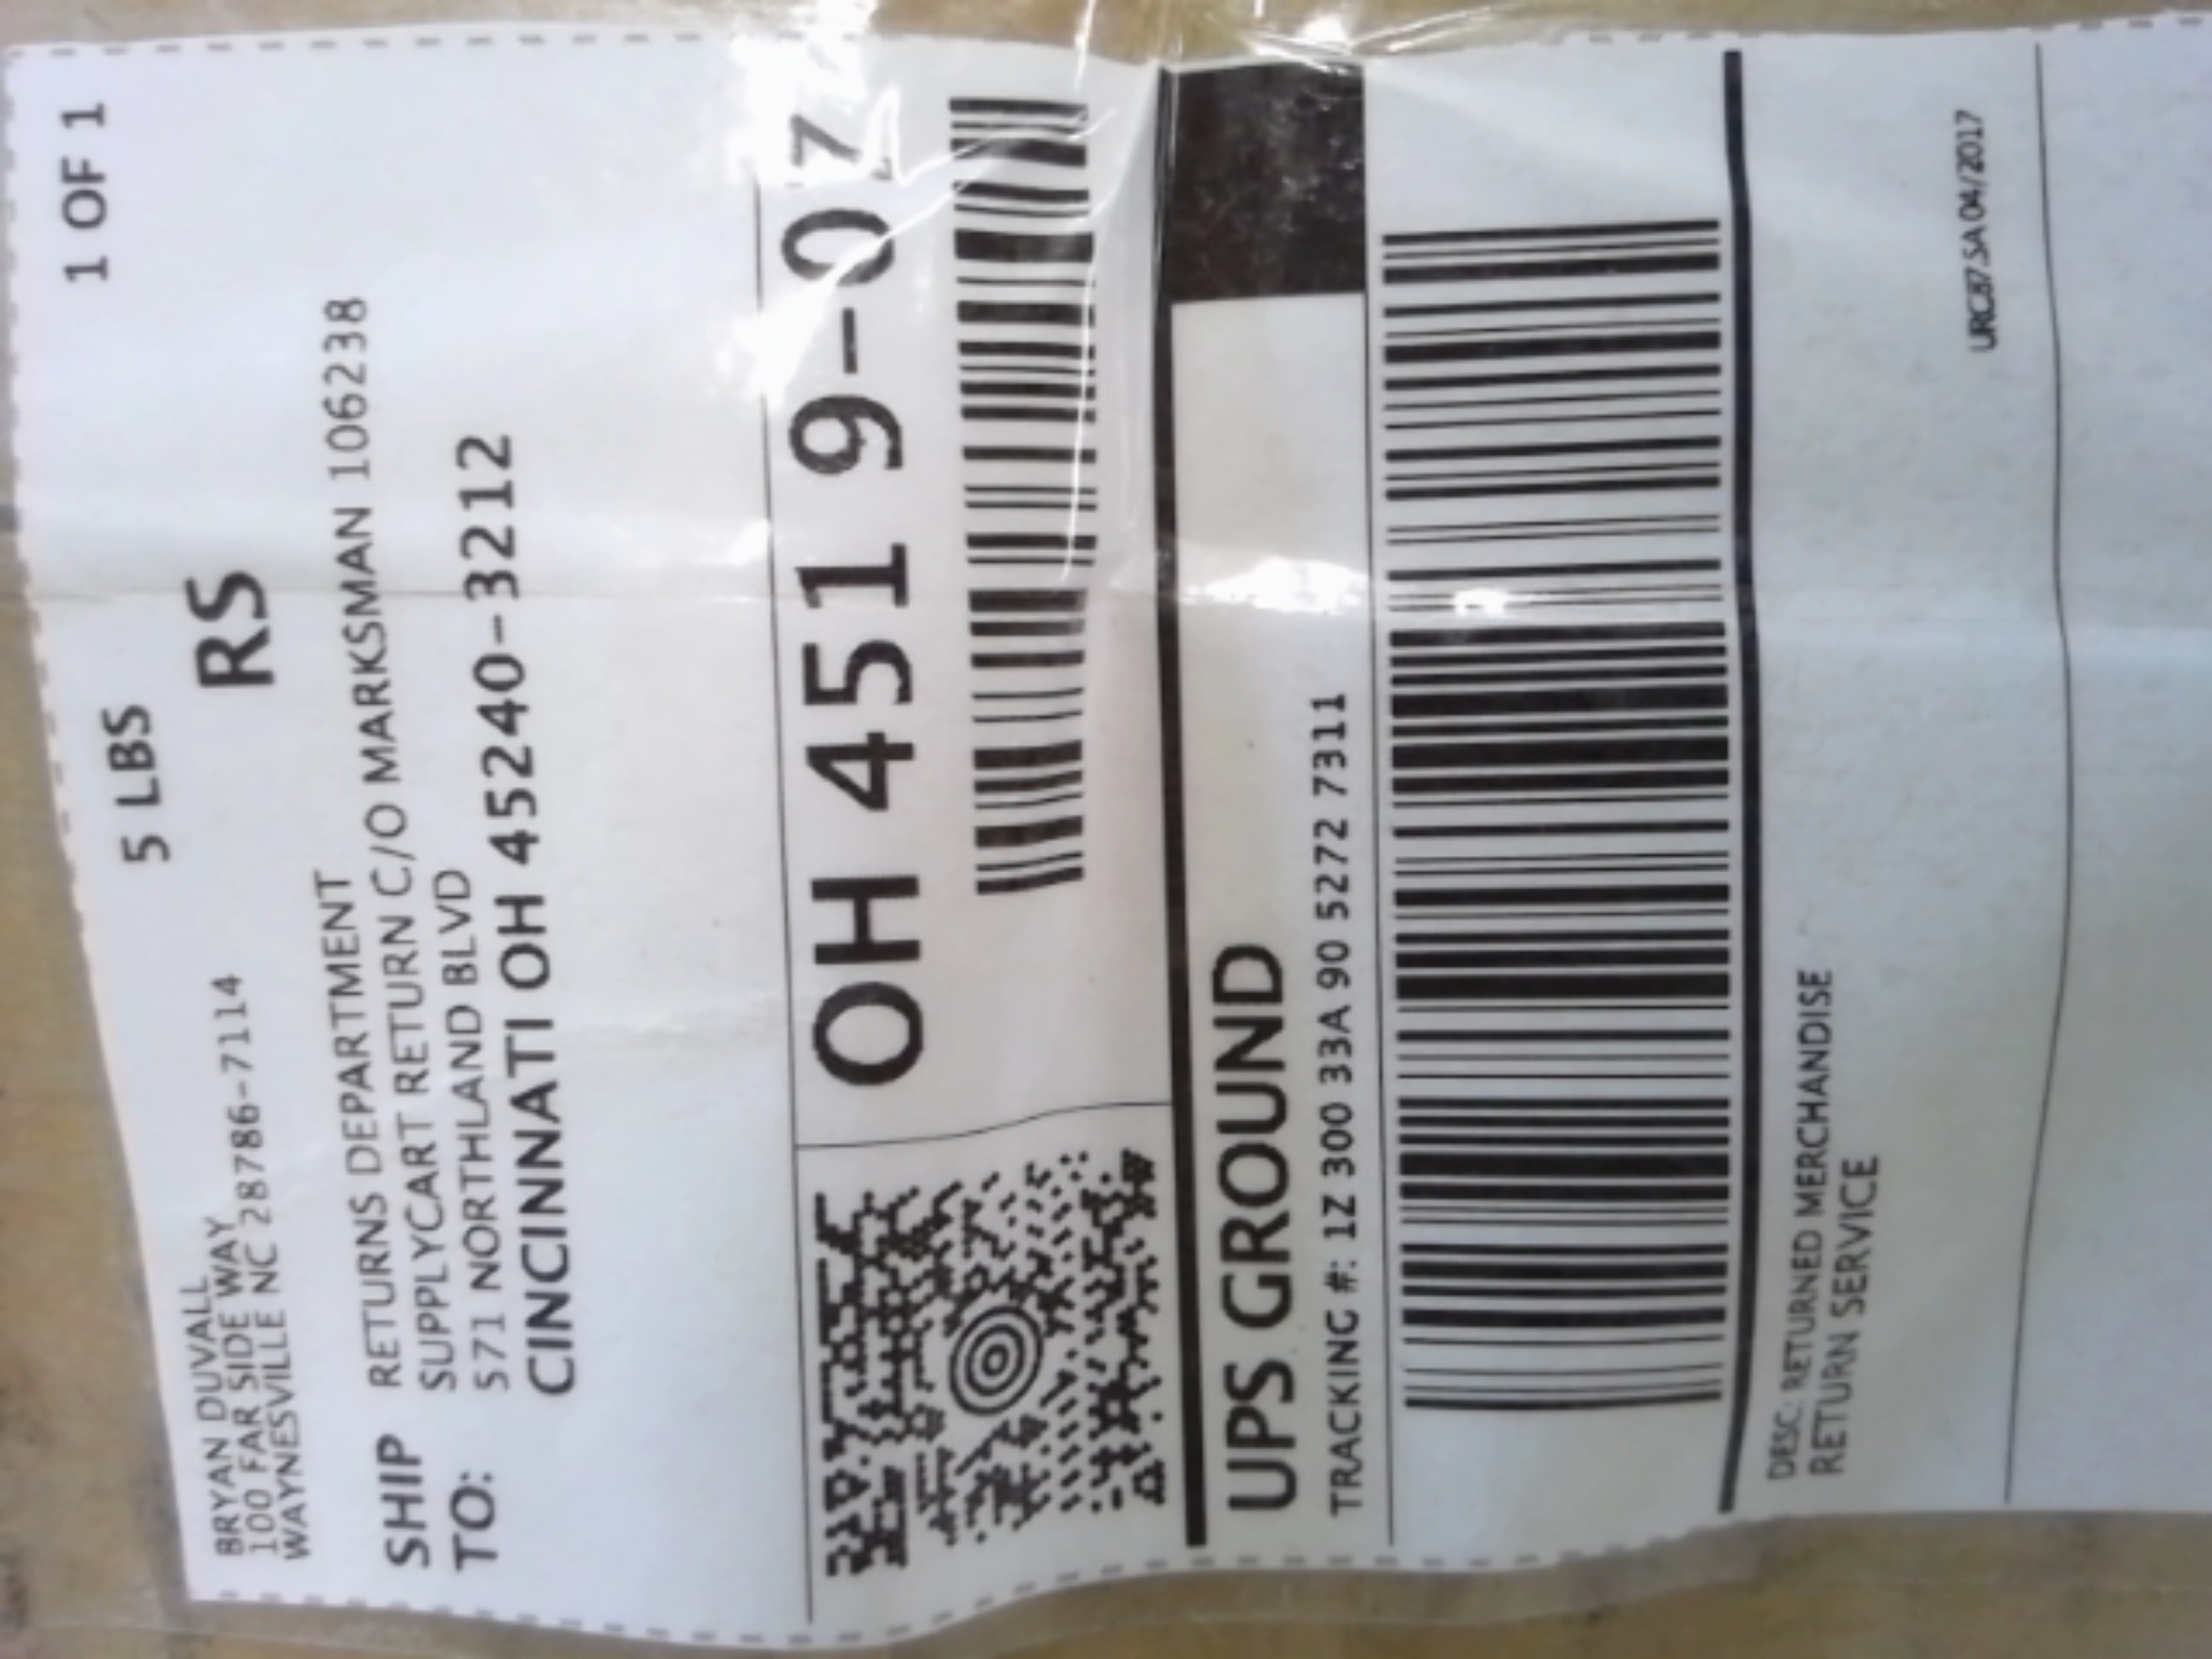 1 OF 1
5 LBS
RS
BRYAN DUVALL
100 FAR SIDE WAY
WAYNESVILLE NC 28786-7114
SHIP TO:
RETURNS DEPARTMENT
SUPPLYCART RETURN C/O MARKSMAN 106238
571 NORTHLAND BLVD
CINCINNATI OH 45240-3212
OH 451 9-07
UPS GROUND
TRACKING #: 1Z 300 33A 90 5272 7311
DESC: RETURNED MERCHANDISE
RETURN SERVICE
URC87SA 04/2017